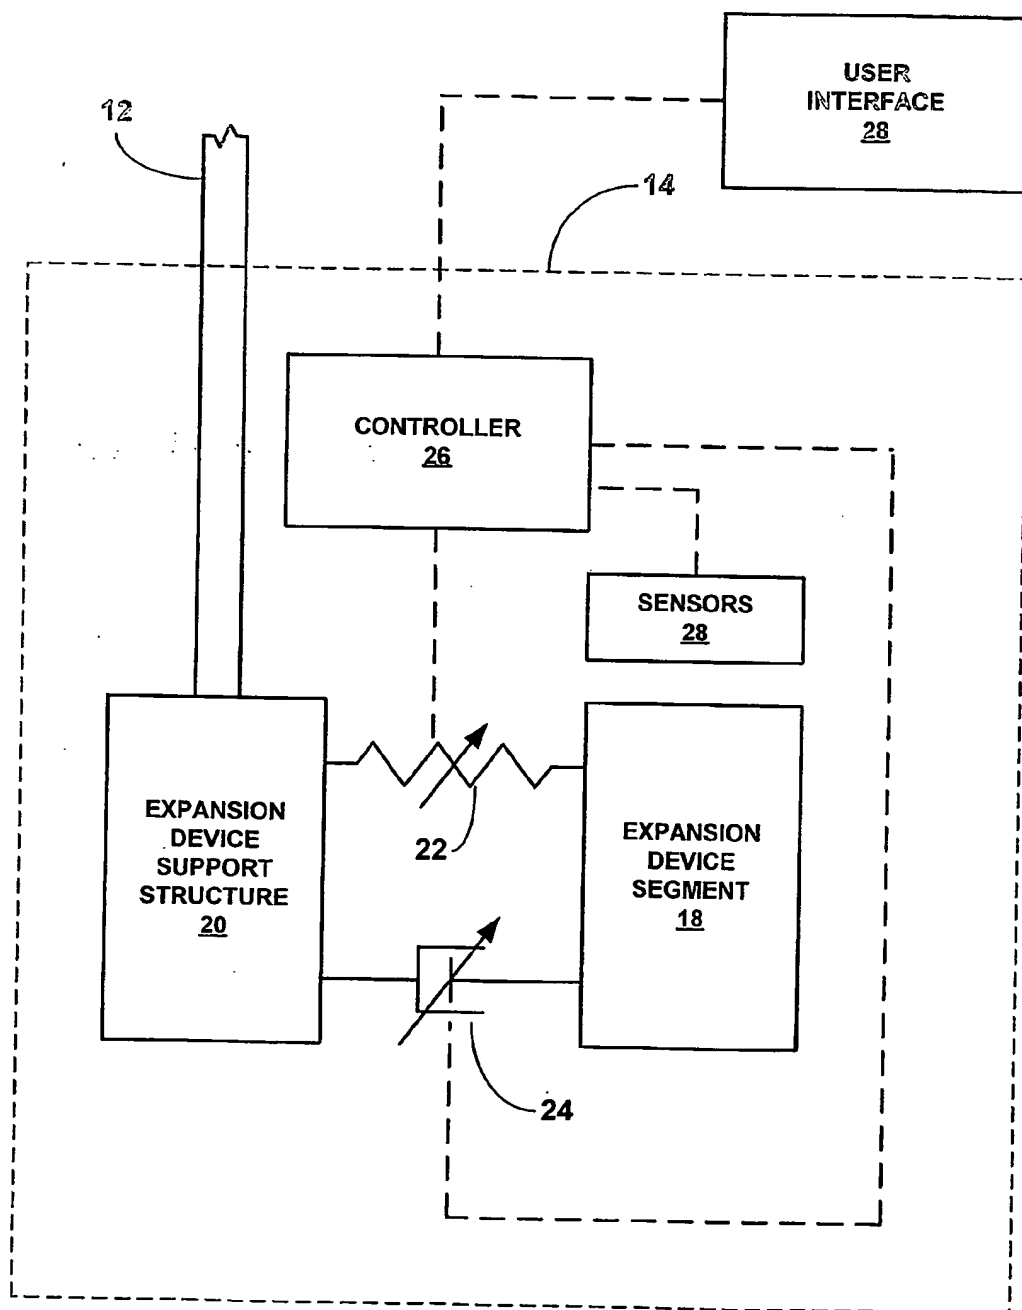 USER
INTERFACE
28
12
14
CONTROLLER
26
SENSORS
28
EXPANSION
DEVICE
SUPPORT
STRUCTURE
20
22
EXPANSION
DEVICE
SEGMENT
18
24